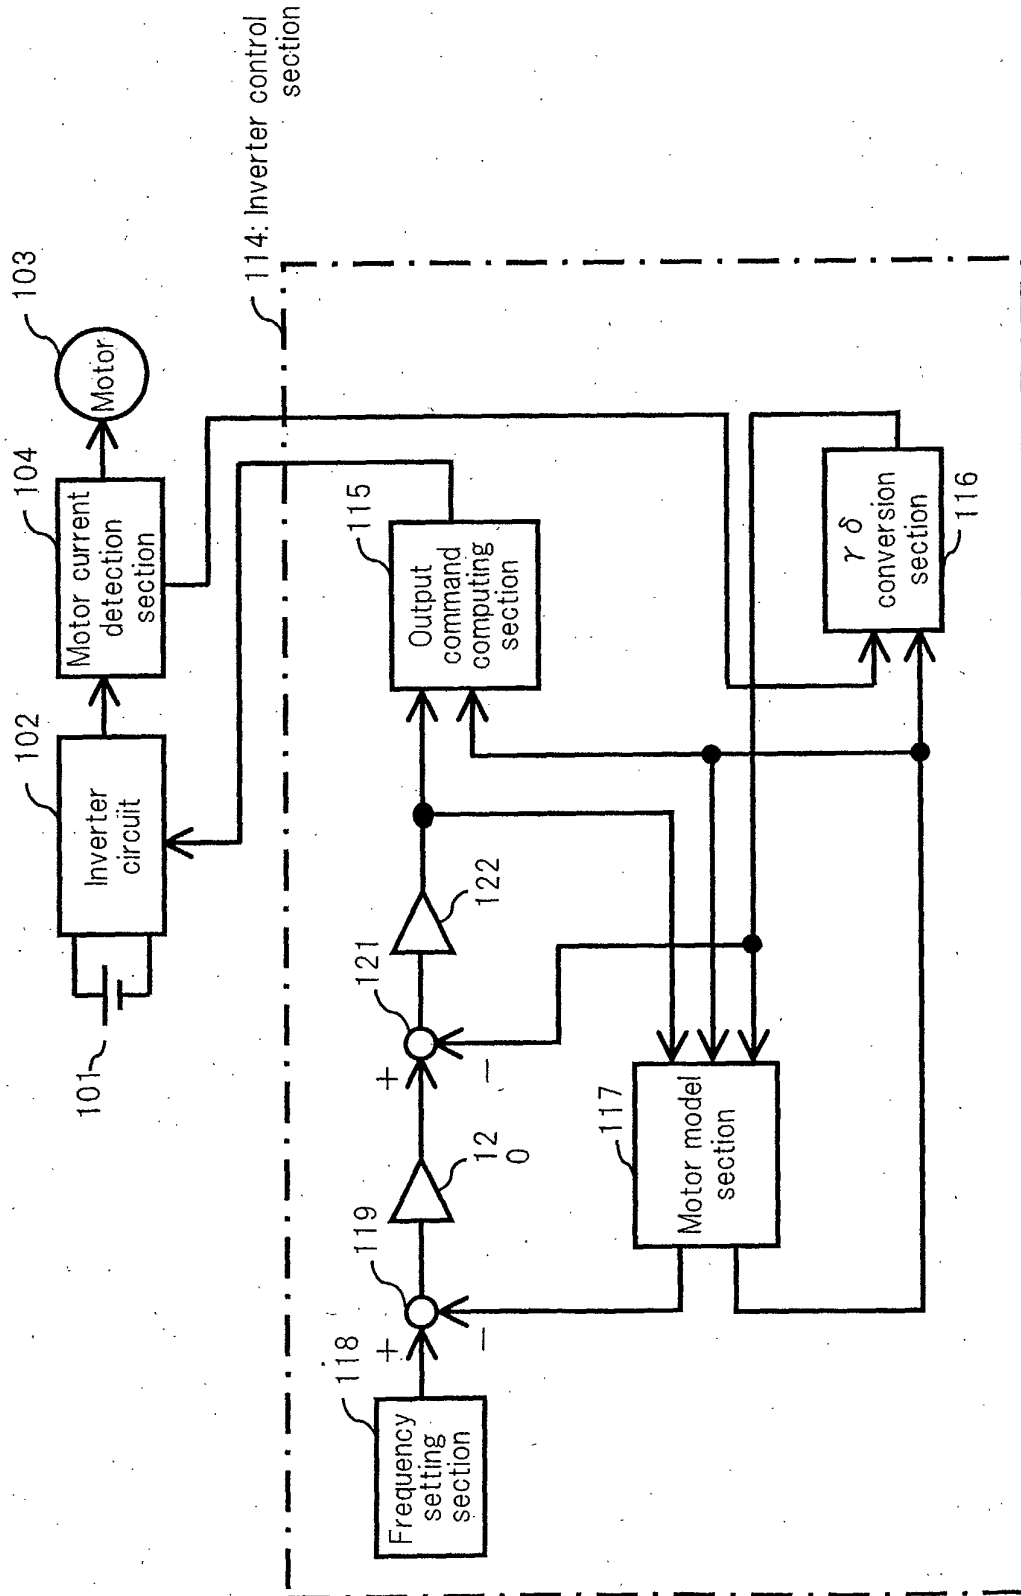 101
102
Inverter
circuit
104
Motor current
detection
section
103
Motor
114: Inverter control
section
118
Frequency
setting
section
+
−
119
12
0
+
−
121
122
115
Output
command
computing
section
117
Motor model
section
γ δ
conversion
section
116